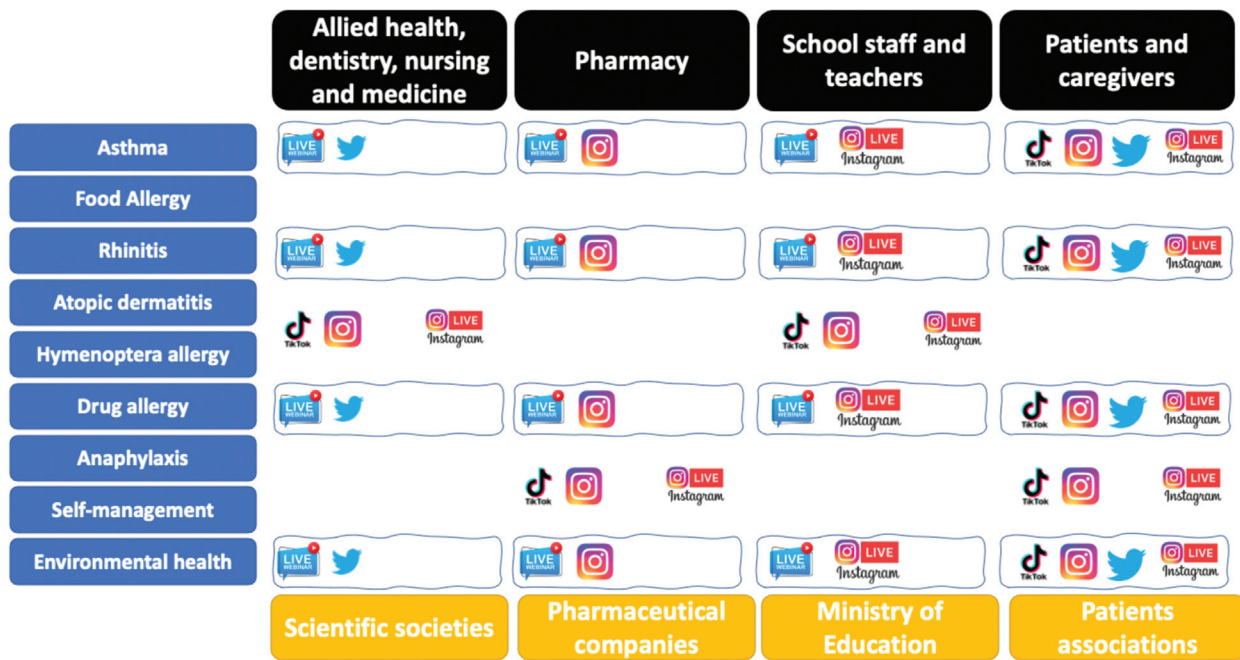 Allied health,
dentistry, nursing
and medicine
Pharmacy
School staff and
teachers
Patients and
caregivers
Asthma
LIVE
WEBINAR
LIVE
WEBINAR
LIVE
WEBINAR
LIVE
Instagram
TikTok
LIVE
Instagram
Food Allergy
Rhinitis
LIVE
WEBINAR
LIVE
WEBINAR
LIVE
WEBINAR
LIVE
Instagram
TikTok
LIVE
Instagram
Atopic dermatitis
TikTok
LIVE
Instagram
TikTok
LIVE
Instagram
Hymenoptera allergy
Drug allergy
LIVE
WEBINAR
LIVE
WEBINAR
LIVE
WEBINAR
LIVE
Instagram
TikTok
LIVE
Instagram
Anaphylaxis
TikTok
LIVE
Instagram
TikTok
LIVE
Instagram
Self-management
Environmental health
LIVE
WEBINAR
LIVE
WEBINAR
LIVE
WEBINAR
LIVE
Instagram
TikTok
LIVE
Instagram
Scientific societies
Pharmaceutical
companies
Ministry of
Education
Patients
associations